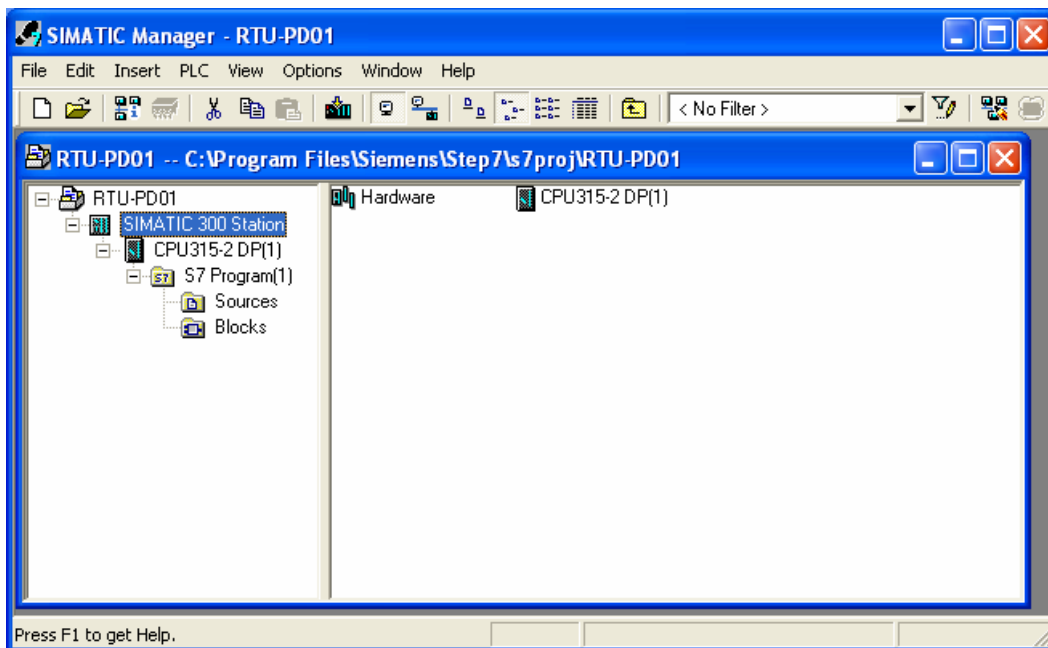 SIMATIC Manager - RTU-PD01
File Edit Insert PLC View Options Window Help
< No Filter >
RTU-PD01 -- C:\Program Files\Siemens\Step7\s7proj\RTU-PD01
RTU-PD01
SIMATIC 300 Station
CPU315-2 DP(1)
S7 Program(1)
Sources
Blocks
Hardware CPU315-2 DP(1)
Press F1 to get Help.